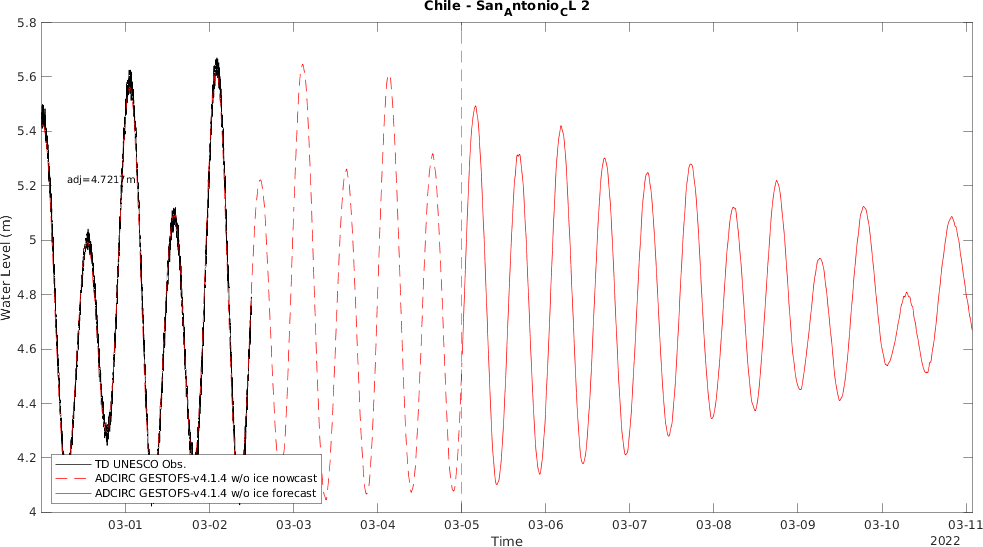 Chile - San_Antonio_CL 2
Water Level (m)
5.8
5.6
5.4
5.2
5
4.8
4.6
4.4
4.2
4
adj=4.7217m
TD UNESCO Obs.
ADCIRC GESTOFS-v4.1.4 w/o ice nowcast
ADCIRC GESTOFS-v4.1.4 w/o ice forecast
03-01 03-02 03-03 03-04 03-05 03-06 03-07 03-08 03-09 03-10 03-11
Time
2022